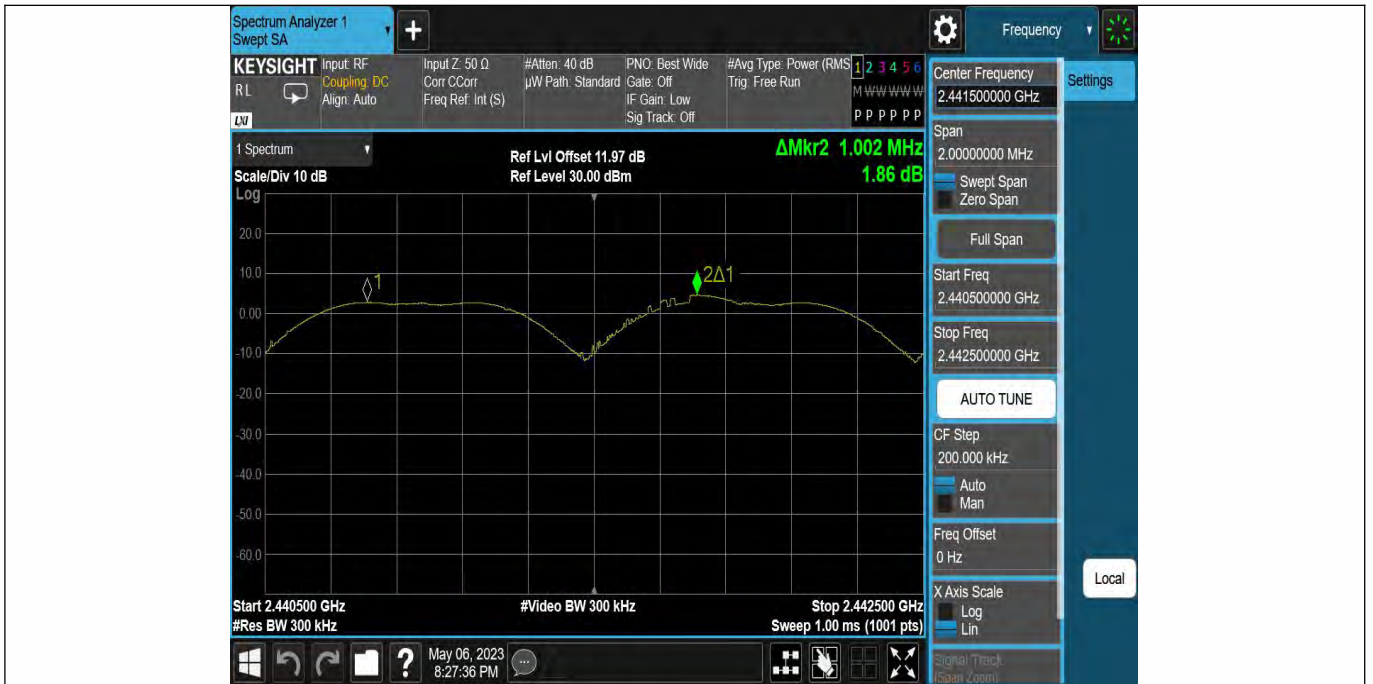 Spectrum Analyzer 1
Swept SA
+
Frequency
KEYSIGHT
RL
LXI
Input: RF
Coupling: DC
Align: Auto
Input Z: 50 Ω
Corr CCorr
Freq Ref: Int (S)
#Atten: 40 dB
µW Path: Standard
PNO: Best Wide
Gate: Off
IF Gain: Low
Sig Track: Off
#Avg Type: Power (RMS
Trig: Free Run
1 2 3 4 5 6
M W W W W W
P P P P P P
1 Spectrum
Scale/Div 10 dB
Ref Lvl Offset 11.97 dB
Ref Level 30.00 dBm
ΔMkr2 1.002 MHz
1.86 dB
Log
20.0
10.0
0.00
-10.0
-20.0
-30.0
-40.0
-50.0
-60.0
1
2Δ1
Start 2.440500 GHz
#Res BW 300 kHz
#Video BW 300 kHz
Stop 2.442500 GHz
Sweep 1.00 ms (1001 pts)
Center Frequency
2.441500000 GHz
Settings
Span
2.00000000 MHz
Swept Span
Zero Span
Full Span
Start Freq
2.440500000 GHz
Stop Freq
2.442500000 GHz
AUTO TUNE
CF Step
200.000 kHz
Auto
Man
Freq Offset
0 Hz
X Axis Scale
Log
Lin
Signal Track
(Span Zoom)
Local
?
May 06, 2023
8:27:36 PM